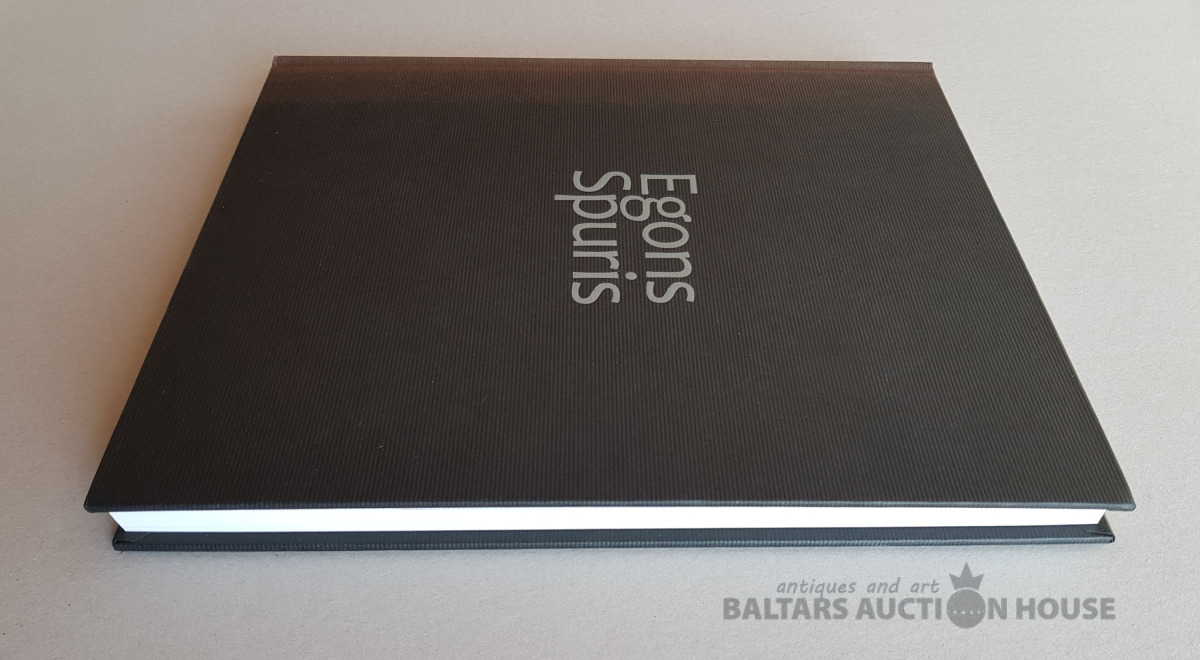 Egons
Spuris
antiques and art
BALTARS AUCTION HOUSE